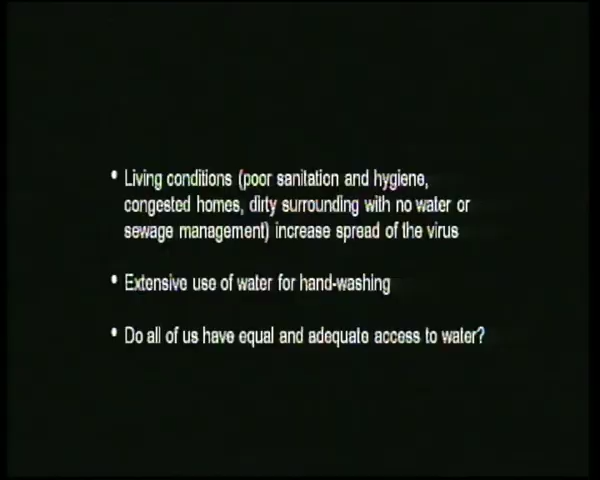 • Living conditions (poor sanitation and hygiene,
congested homes, dirty surrounding with no water or
sewage management) increase spread of the virus
• Extensive use of water for hand-washing
• Do all of us have equal and adequate access to water?